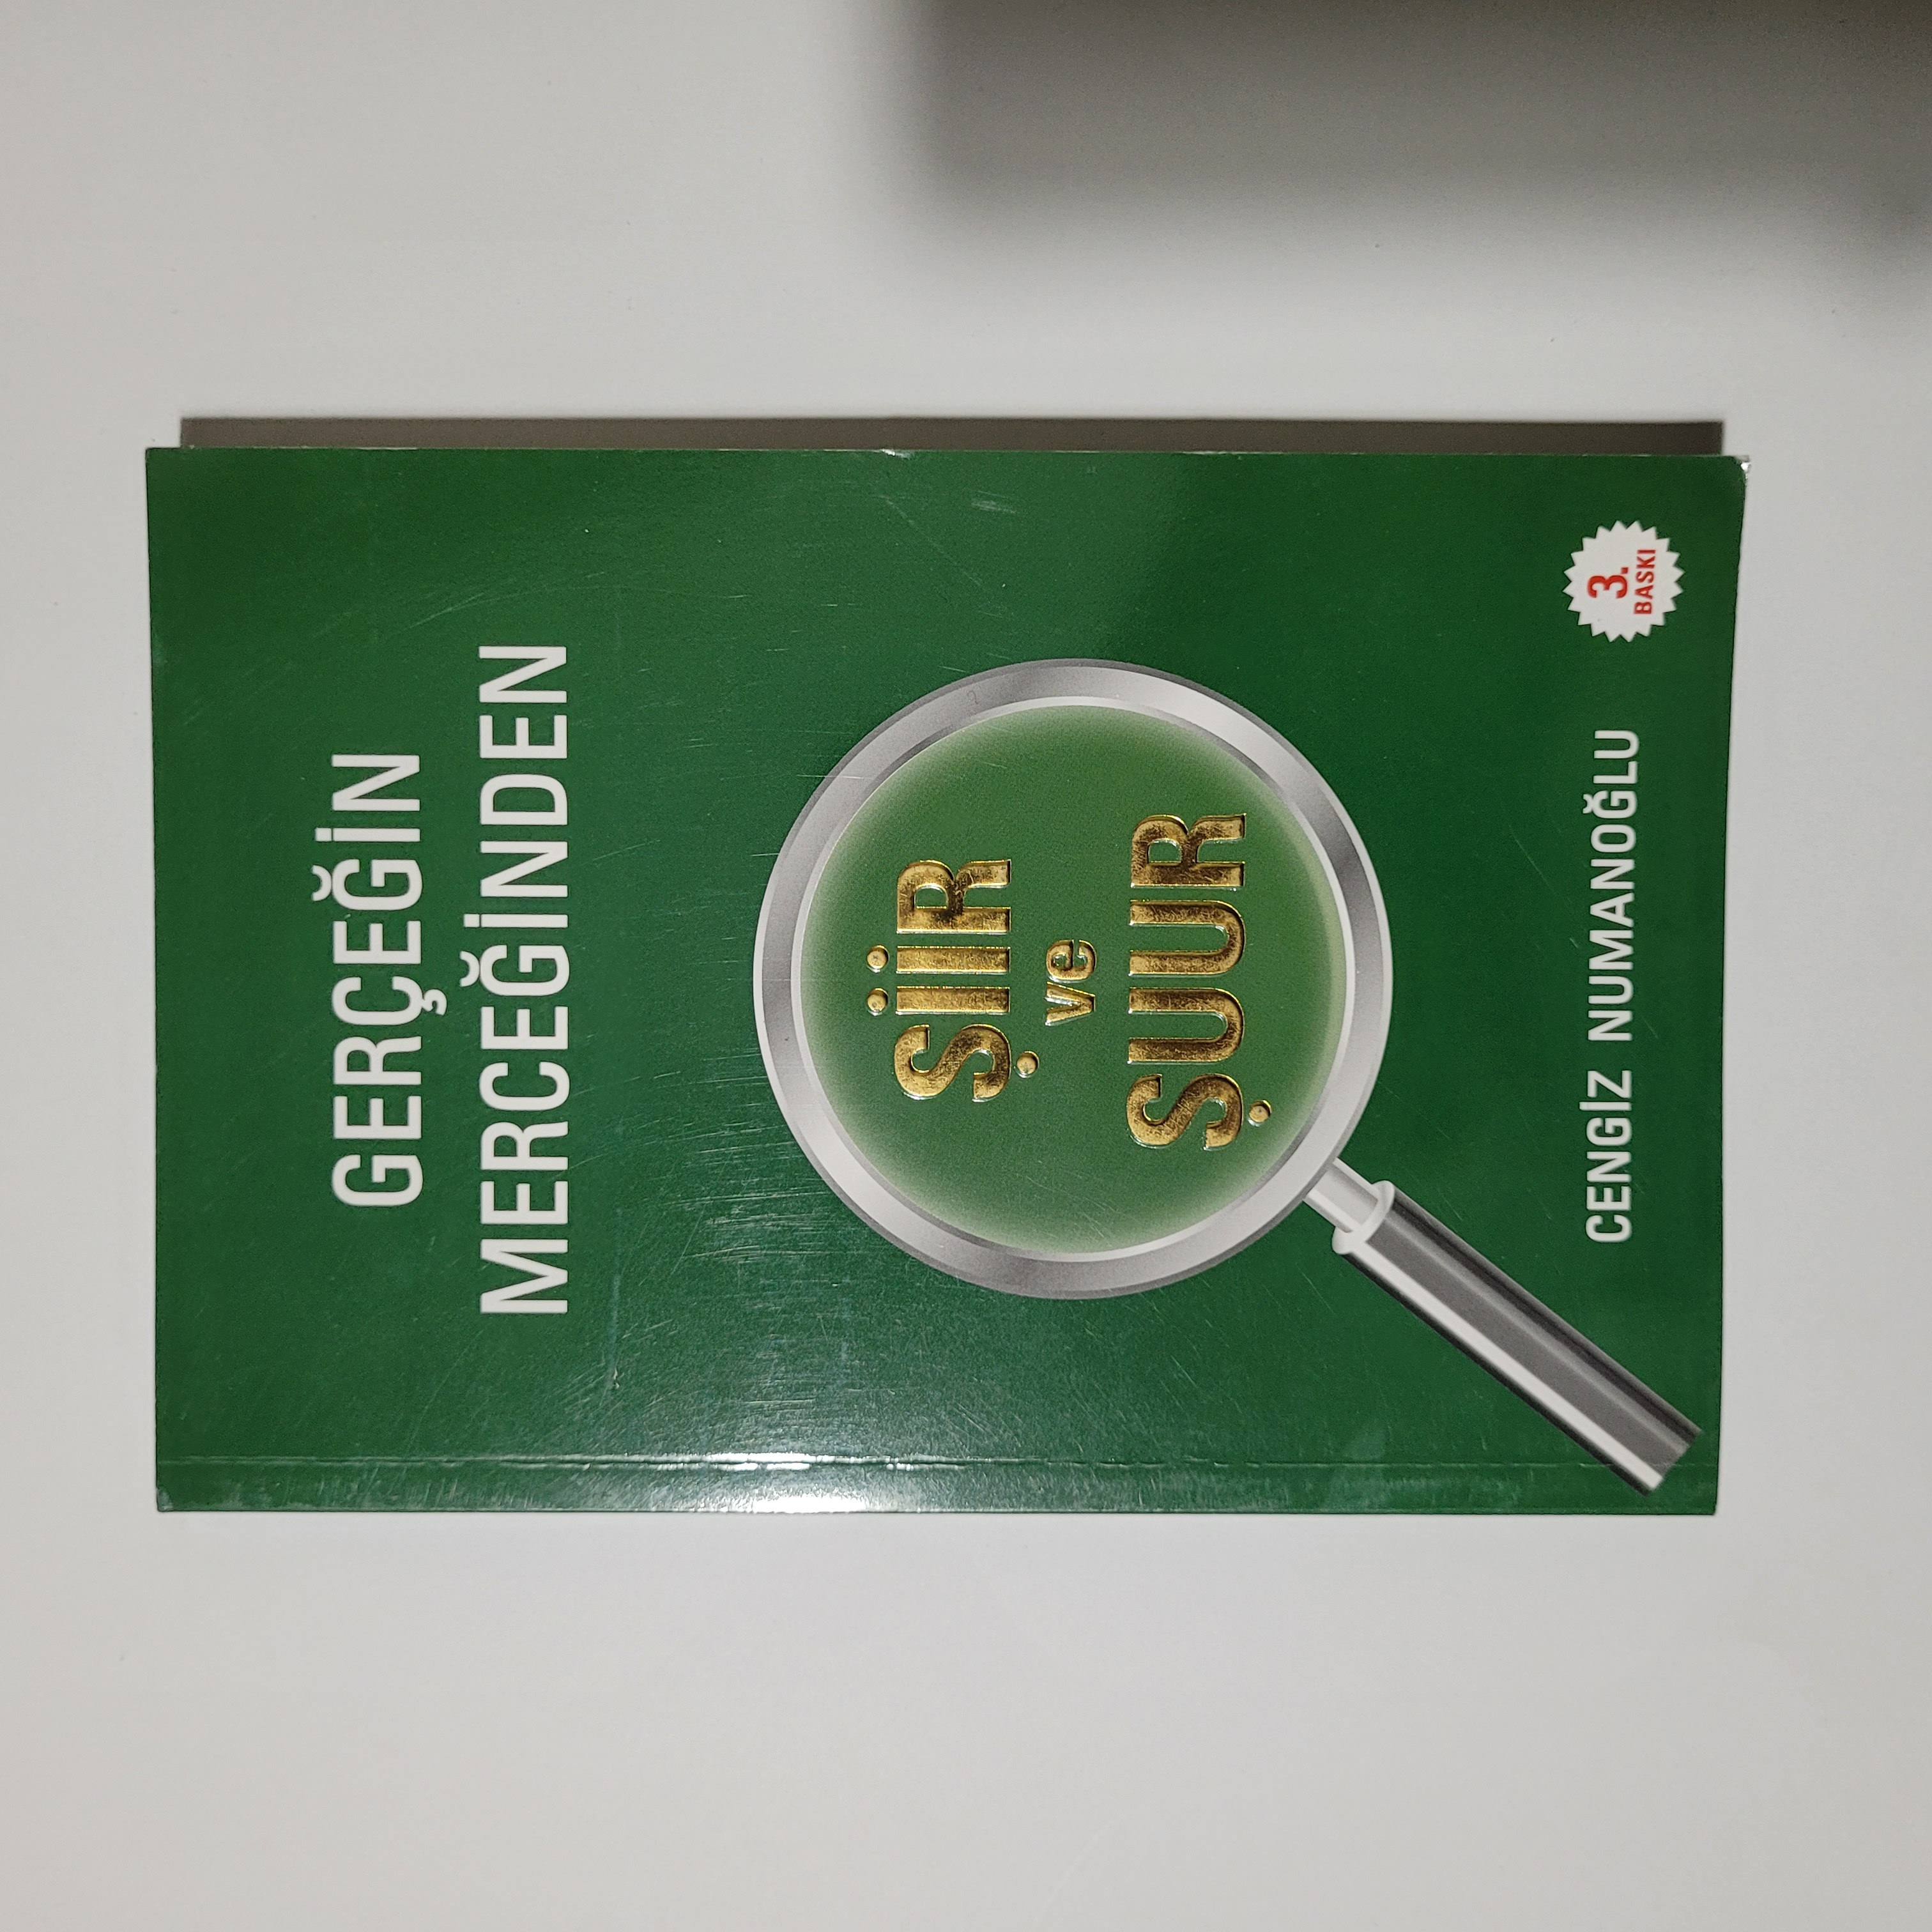 GERÇEĞİN
MERCEĞİNDEN
ŞİİR
ve
ŞUUR
CENGİZ NUMANOĞLU
3.
BASKI